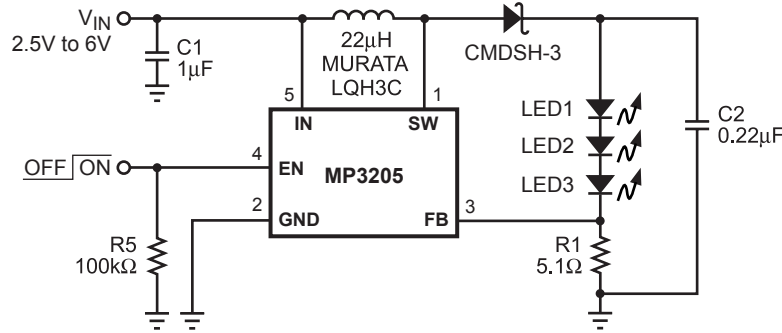 VIN
2.5V to 6V
C1
1µF
22µH
MURATA
LQH3C
CMDSH-3
5
1
IN
SW
LED1
LED2
LED3
C2
0.22µF
OFF ON
4
EN
MP3205
2
GND
FB
3
R5
100kΩ
R1
5.1Ω